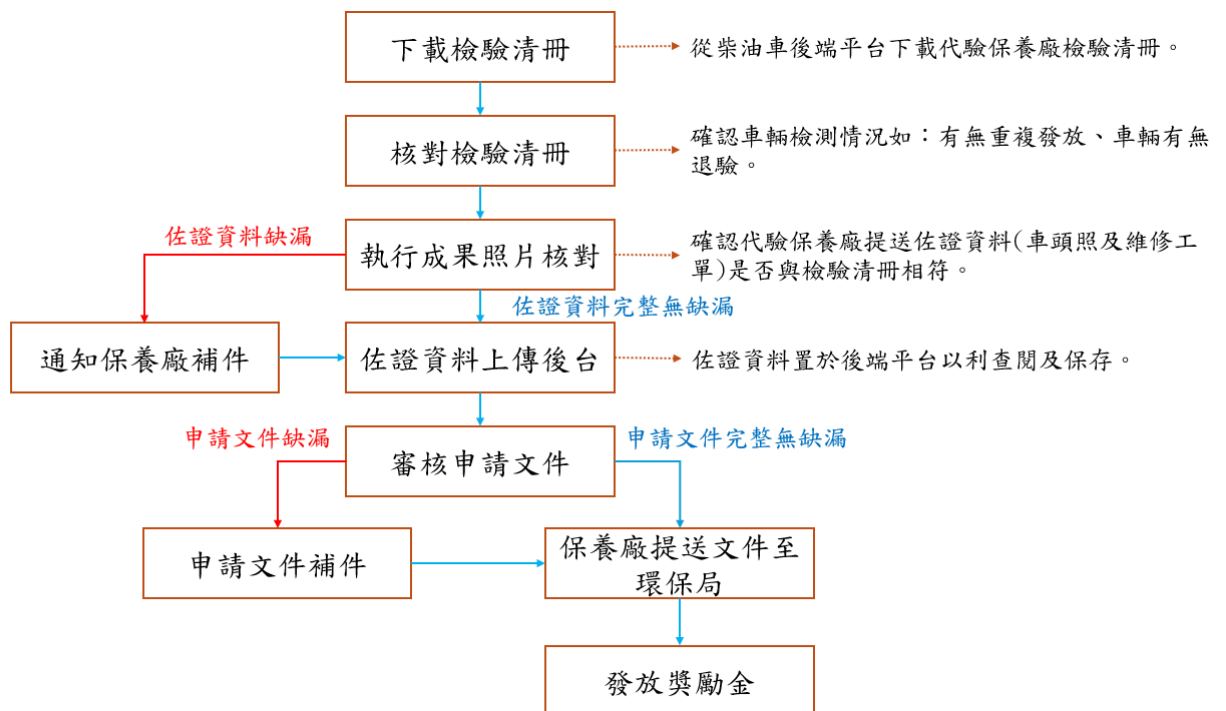 下載檢驗清冊
從柴油車後端平台下載代驗保養廠檢驗清冊。
核對檢驗清冊
確認車輛檢測情況如：有無重複發放、車輛有無
退驗。
佐證資料缺漏
執行成果照片核對
確認代驗保養廠提送佐證資料(車頭照及維修工
單)是否與檢驗清冊相符。
佐證資料完整無缺漏
通知保養廠補件
佐證資料上傳後台
佐證資料置於後端平台以利查閱及保存。
申請文件缺漏
申請文件完整無缺漏
審核申請文件
申請文件補件
保養廠提送文件至
環保局
發放獎勵金